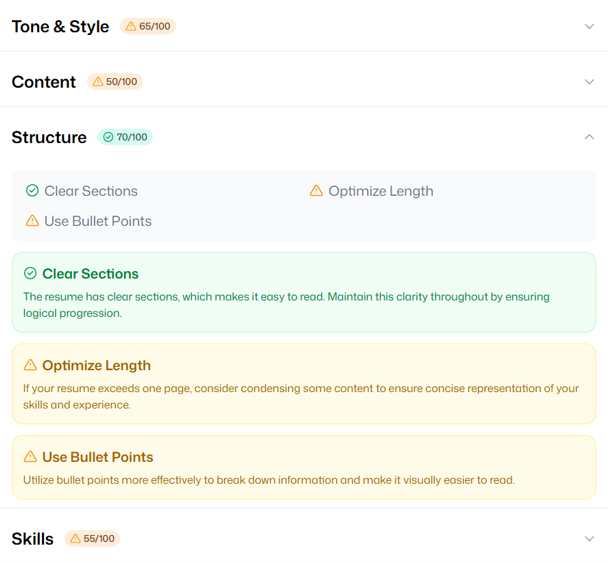 Tone & Style 65/100
Content 50/100
Structure 70/100
Clear Sections Optimize Length
Use Bullet Points
Clear Sections
The resume has clear sections, which makes it easy to read. Maintain this clarity throughout by ensuring
logical progression.
Optimize Length
If your resume exceeds one page, consider condensing some content to ensure concise representation of your
skills and experience.
Use Bullet Points
Utilize bullet points more effectively to break down information and make it visually easier to read.
Skills 55/100